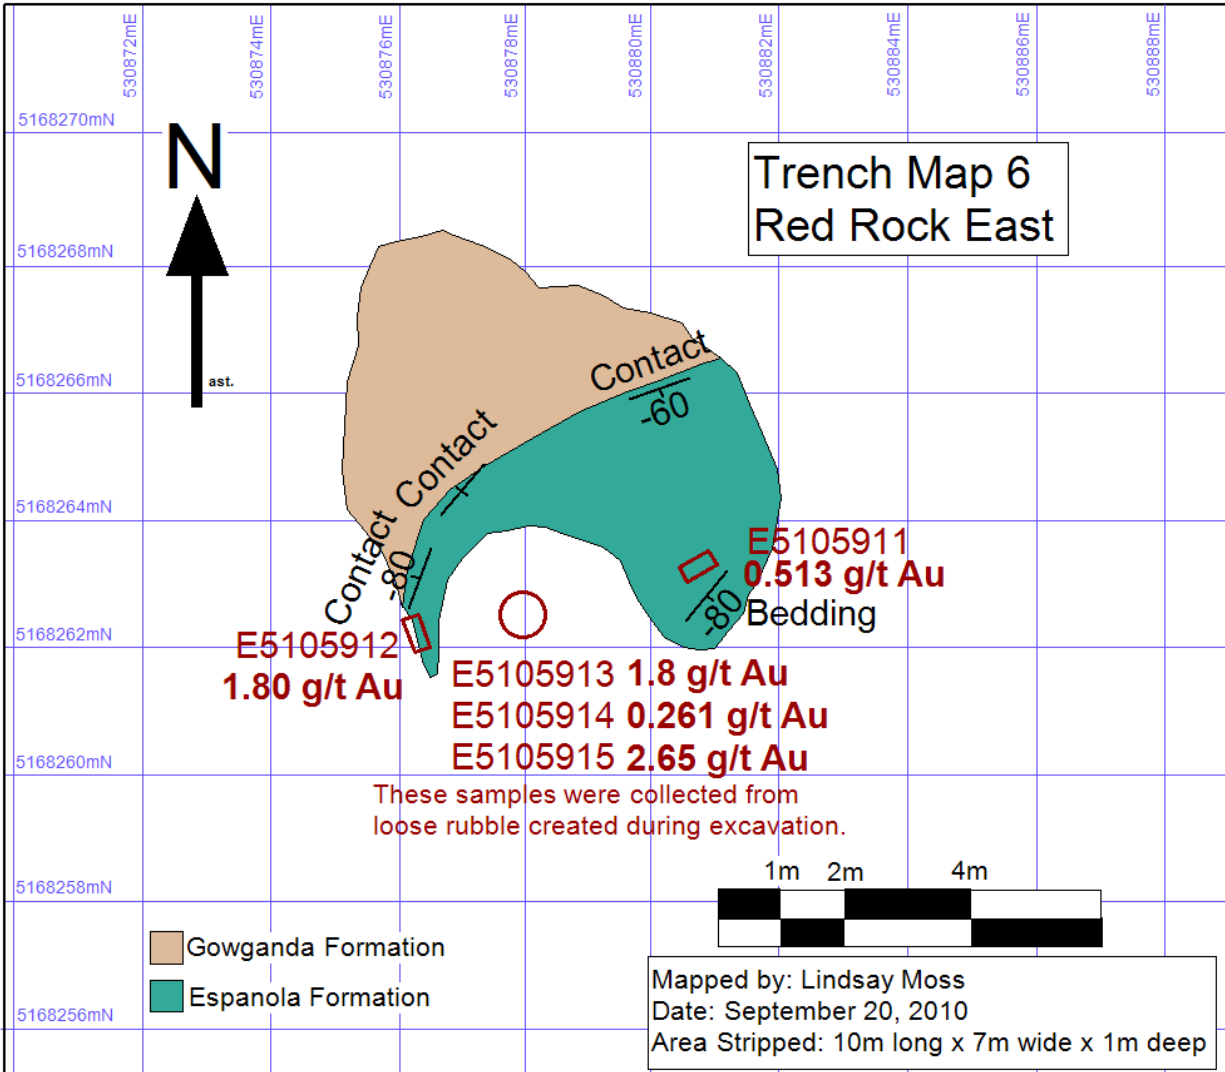 530872mE
530874mE
530876mE
530878mE
530880mE
530882mE
530884mE
530886mE
530888mE
5168270mN
N
Trench Map 6
Red Rock East
5168268mN
ast.
5168266mN
Contact
-60
Contact
5168264mN
Contact
-80
E5105911
0.513 g/t Au
-80
Bedding
5168262mN
E5105912
1.80 g/t Au
E5105913 1.8 g/t Au
E5105914 0.261 g/t Au
E5105915 2.65 g/t Au
5168260mN
These samples were collected from
loose rubble created during excavation.
5168258mN
1m 2m 4m
Gowganda Formation
Espanola Formation
5168256mN
Mapped by: Lindsay Moss
Date: September 20, 2010
Area Stripped: 10m long x 7m wide x 1m deep